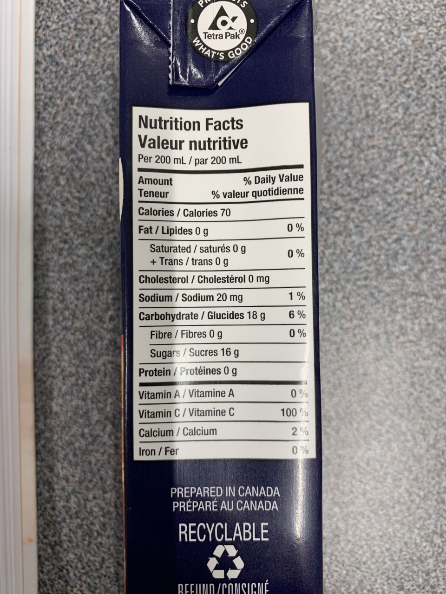 PROTECTS
Tetra Pak®
WHAT'S GOOD
Nutrition Facts
Valeur nutritive
Per 200 mL / par 200 mL
Amount % Daily Value
Teneur % valeur quotidienne
Calories / Calories 70
Fat / Lipides 0 g 0 %
Saturated / saturés 0 g
+ Trans / trans 0 g 0 %
Cholesterol / Cholestérol 0 mg
Sodium / Sodium 20 mg 1 %
Carbohydrate / Glucides 18 g 6 %
Fibre / Fibres 0 g 0 %
Sugars / Sucres 16 g
Protein / Protéines 0 g
Vitamin A / Vitamine A 0 %
Vitamin C / Vitamine C 100 %
Calcium / Calcium 2 %
Iron / Fer 0 %
PREPARED IN CANADA
PRÉPARÉ AU CANADA
RECYCLABLE
REFUND/CONSIGNÉ